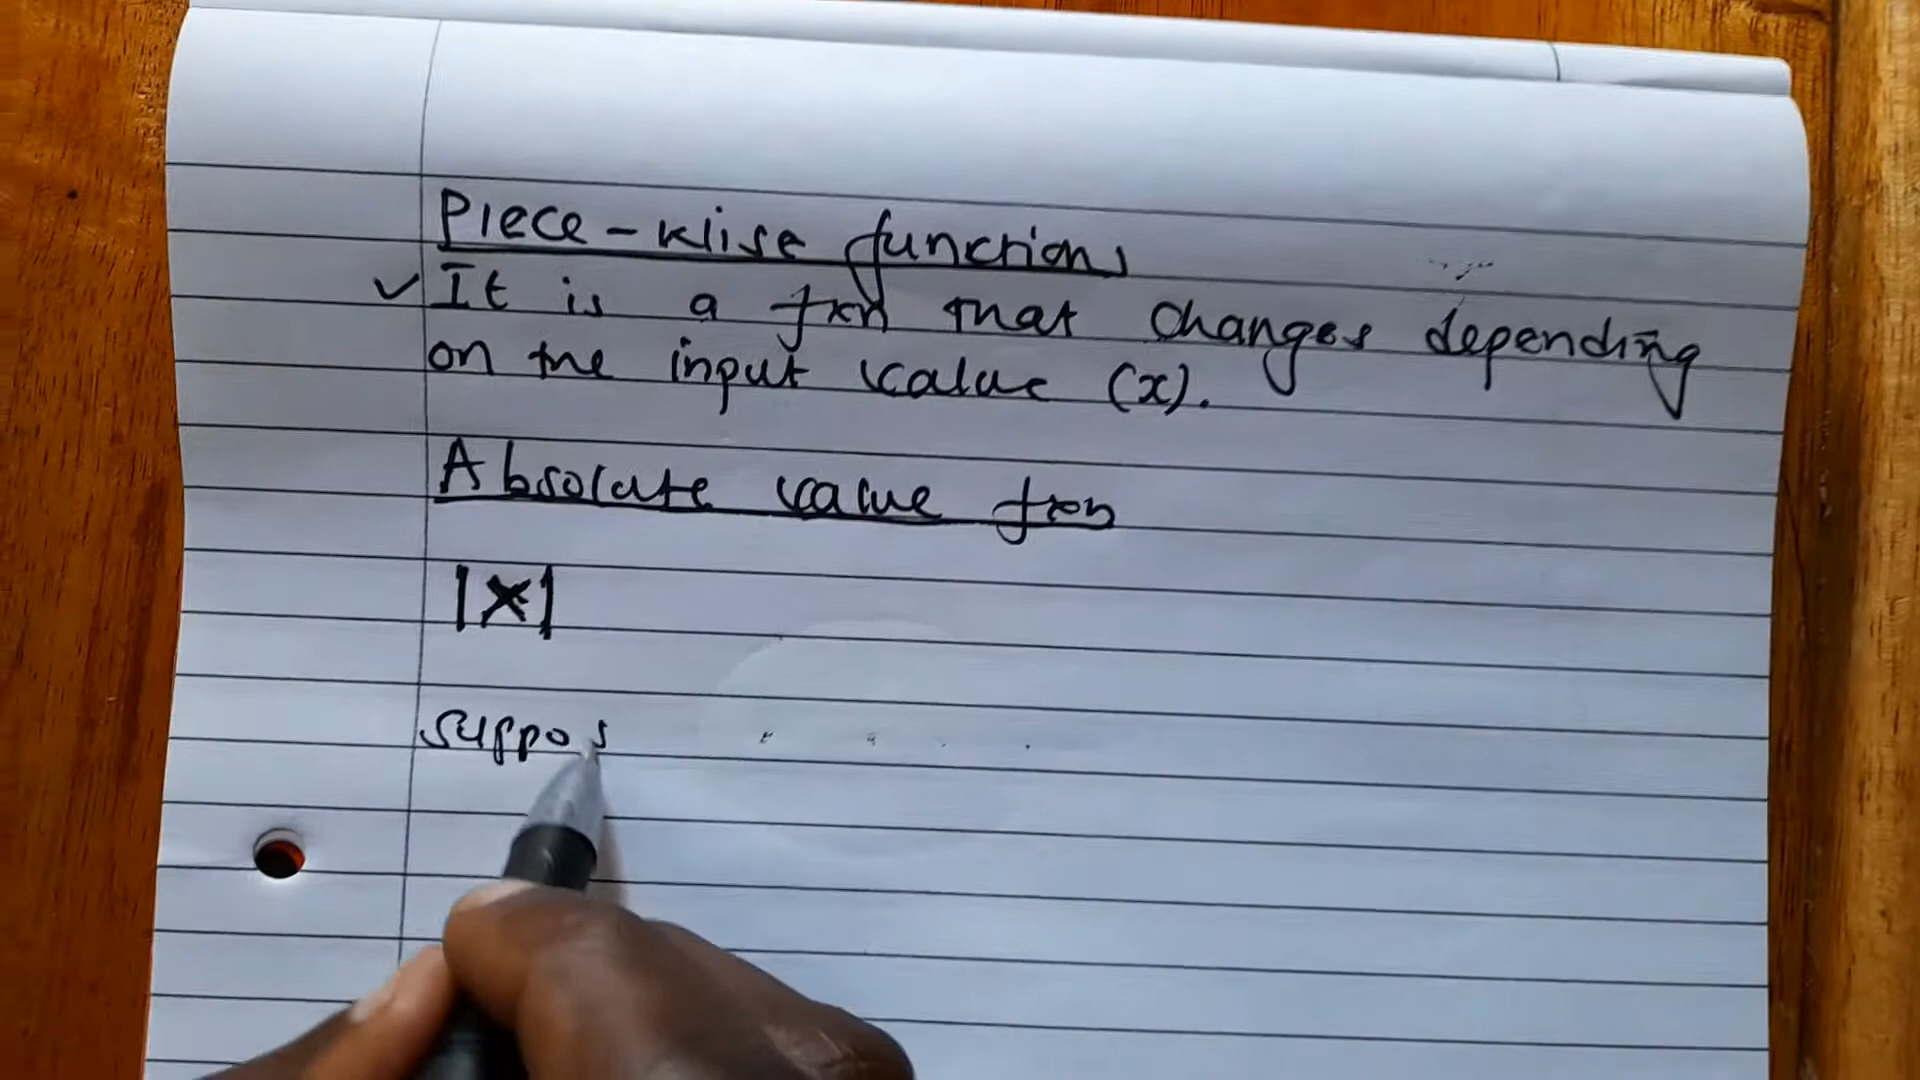 Piece-wise functions
✓ It is a fxn that changes depending
on the input value (x).
Absolute value fxn
|x|
suppos